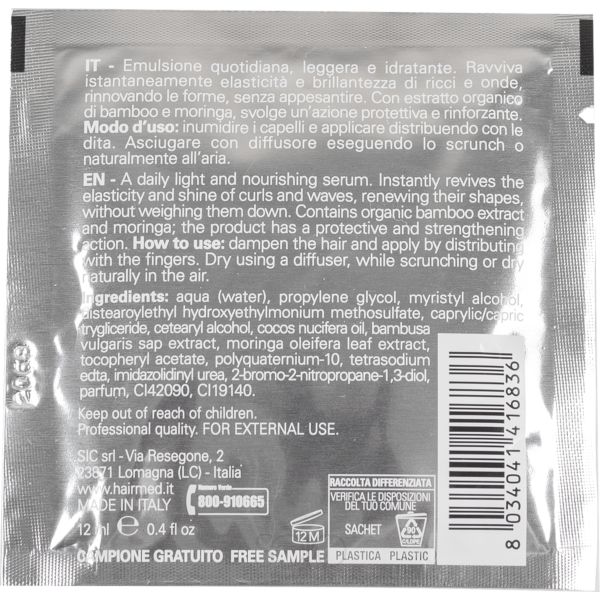 IT - Emulsione quotidiana, leggera e idratante. Ravviva
istantaneamente elasticità e brillantezza di ricci e onde,
rinnovando le forme, senza appesantire. Con estratto organico
di bamboo e moringa, svolge un'azione protettiva e rinforzante.
Modo d'uso: inumidire i capelli e applicare distribuendo con le
dita. Asciugare con diffusore eseguendo lo scrunch o
naturalmente all'aria.
EN - A daily light and nourishing serum. Instantly revives the
elasticity and shine of curls and waves, renewing their shapes,
without weighing them down. Contains organic bamboo extract
and moringa; the product has a protective and strengthening
action. How to use: dampen the hair and apply by distributing
with the fingers. Dry using a diffuser, while scrunching or dry
naturally in the air.
Ingredients: aqua (water), propylene glycol, myristyl alcohol,
distearoylethyl hydroxyethylmonium methosulfate, caprylic/capric
trygliceride, cetearyl alcohol, cocos nucifera oil, bambusa
vulgaris sap extract, moringa oleifera leaf extract,
tocopheryl acetate, polyquaternium-10, tetrasodium
edta, imidazolidinyl urea, 2-bromo-2-nitropropane-1,3-diol,
parfum, CI42090, CI19140.
Keep out of reach of children.
Professional quality. FOR EXTERNAL USE.
SIC srl - Via Resegone, 2
23871 Lomagna (LC) - Italia
www.hairmed.it
MADE IN ITALY
Numero Verde
800-910665
12 ml e 0.4 fl oz
12 M
CAMPIONE GRATUITO FREE SAMPLE
RACCOLTA DIFFERENZIATA
VERIFICA LE DISPOSIZIONI
DEL TUO COMUNE
SACHET
90
C/LDPE
PLASTICA PLASTIC
8 034041 416836